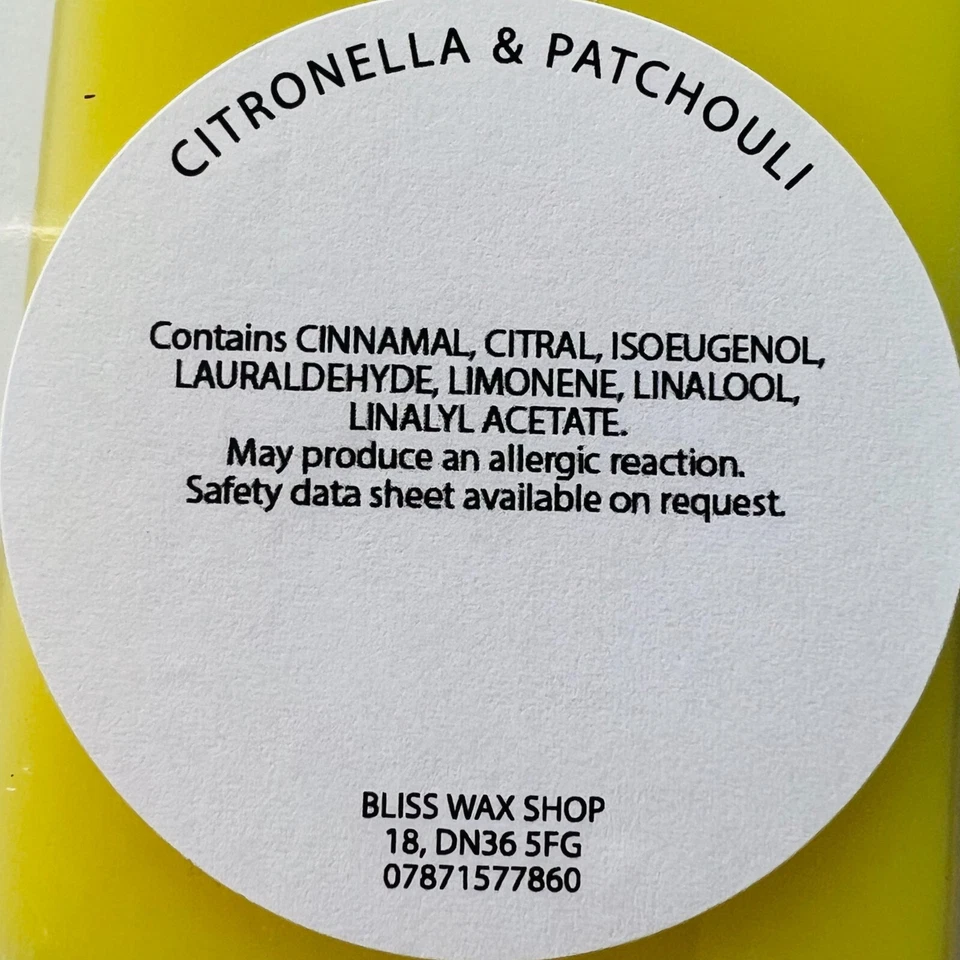 CITRONELLA & PATCHOULI
Contains CINNAMAL, CITRAL, ISOEUGENOL,
LAURALDEHYDE, LIMONENE, LINALOOL,
LINALYL ACETATE.
May produce an allergic reaction.
Safety data sheet available on request.
BLISS WAX SHOP
18, DN36 5FG
07871577860